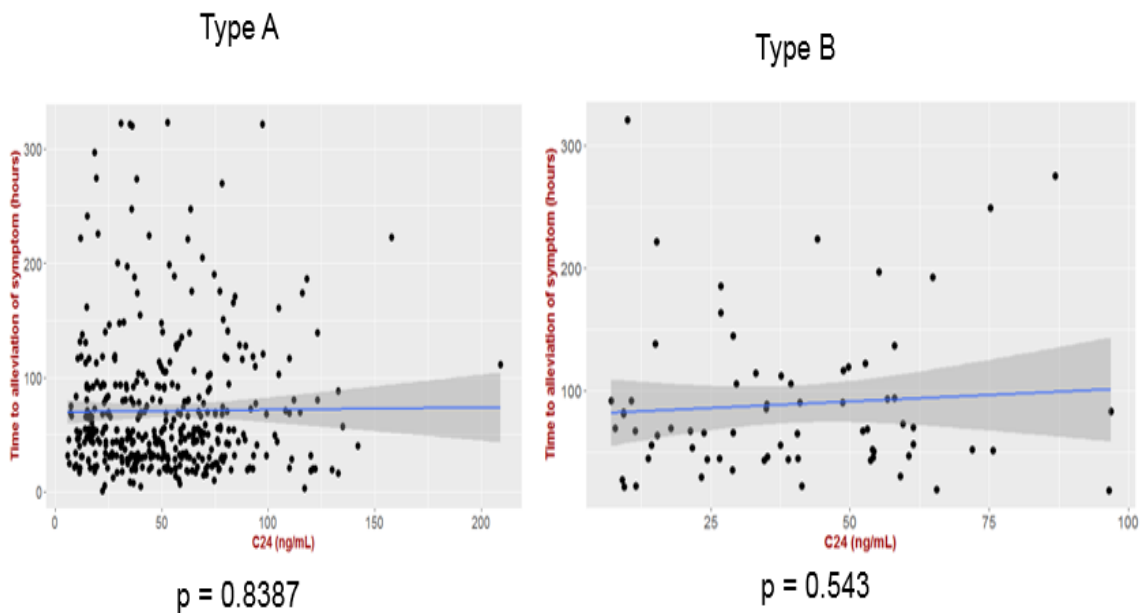 Type A
Type B
Time to alleviation of symptom (hours)
300
200
100
0
0
50
100
150
200
C24 (ng/mL)
Time to alleviation of symptom (hours)
300
200
100
25
50
75
100
C24 (ng/mL)
p = 0.8387
p = 0.543